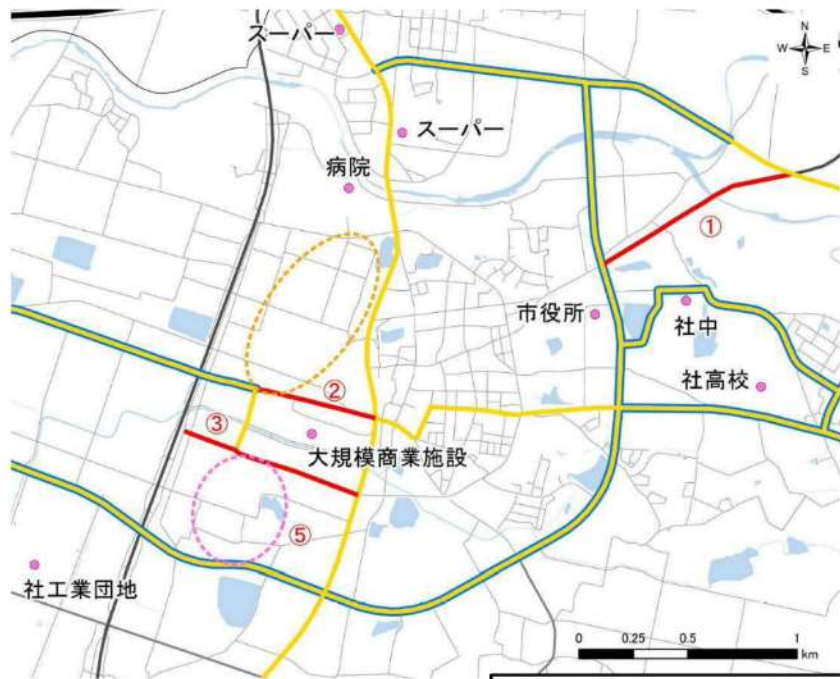 スーパー
N
W
E
S
スーパー
病院
①
市役所
社中
社高校
②
③
大規模商業施設
⑤
社工業団地
0
0.25
0.5
1
km